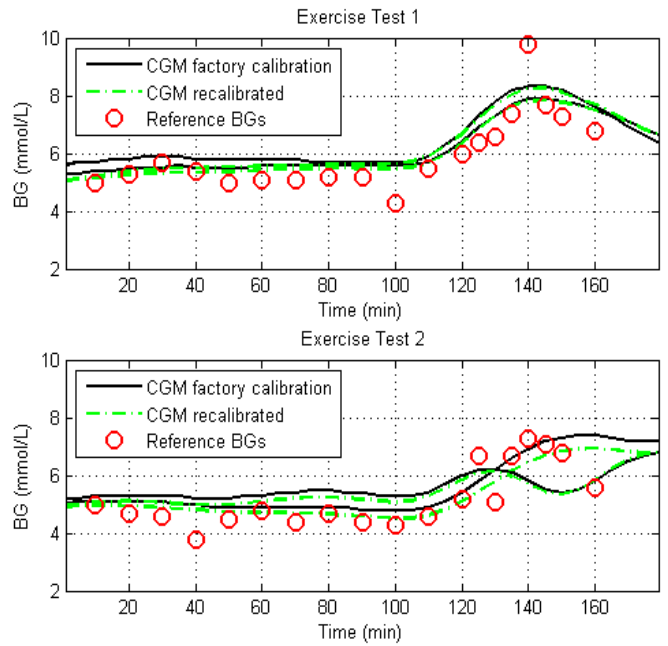 Exercise Test 1
10
8
6
4
2
BG (mmol/L)
CGM factory calibration
CGM recalibrated
Reference BGs
20 40 60 80 100 120 140 160
Time (min)
Exercise Test 2
10
8
6
4
2
BG (mmol/L)
CGM factory calibration
CGM recalibrated
Reference BGs
20 40 60 80 100 120 140 160
Time (min)